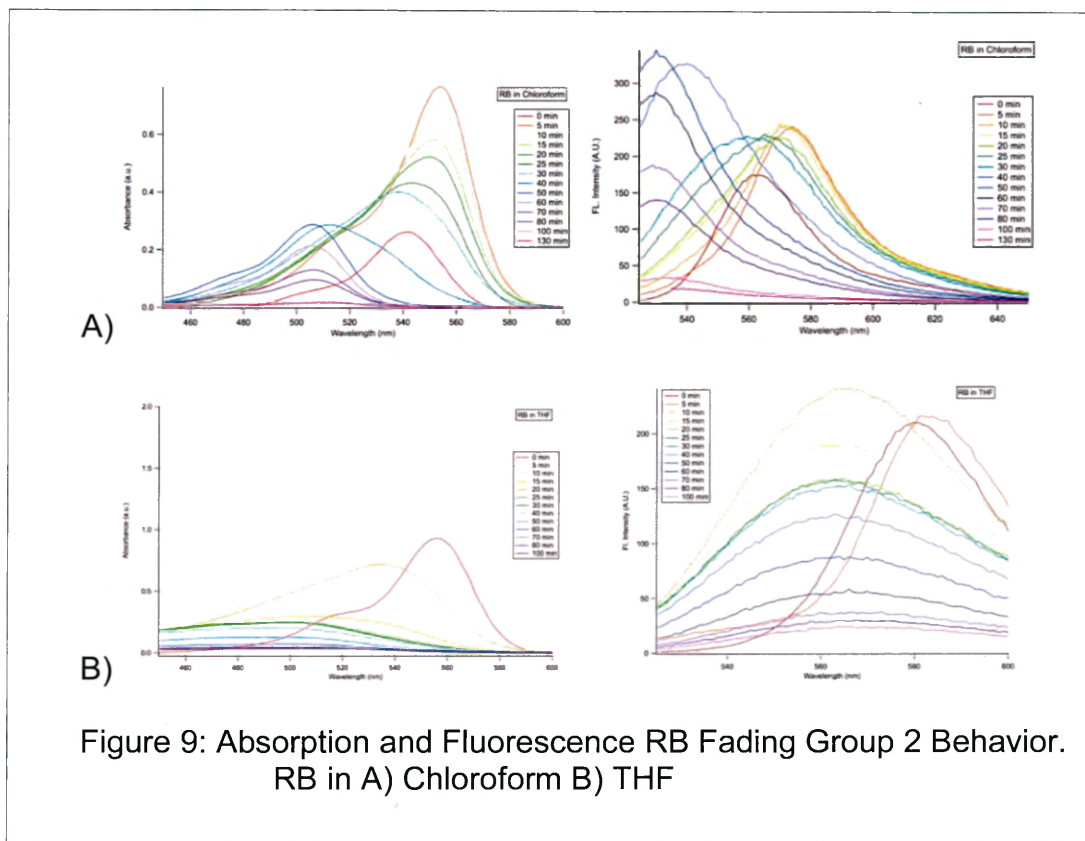 RB in Chloroform
0 min
5 min
10 min
15 min
20 min
25 min
30 min
40 min
50 min
60 min
70 min
80 min
100 min
130 min
Absorbance (a.u.)
0.6
0.4
0.2
0.0
460
480
500
520
540
560
580
600
Wavelength (nm)
RB in Chloroform
0 min
5 min
10 min
15 min
20 min
25 min
30 min
40 min
50 min
60 min
70 min
80 min
100 min
130 min
FL. Intensity (A.U.)
300
250
200
150
100
50
0
540
560
580
600
620
640
Wavelength (nm)
A)
RB in THF
0 min
5 min
10 min
15 min
20 min
25 min
30 min
40 min
50 min
60 min
70 min
80 min
100 min
Absorbance (a.u.)
2.0
1.5
1.0
0.5
0.0
460
480
500
520
540
560
580
600
Wavelength (nm)
RB in THF
0 min
5 min
10 min
15 min
20 min
25 min
30 min
40 min
50 min
60 min
70 min
80 min
100 min
Fl. Intensity (A.U.)
200
150
100
50
0
540
560
580
600
Wavelength (nm)
B)
Figure 9: Absorption and Fluorescence RB Fading Group 2 Behavior.
RB in A) Chloroform B) THF